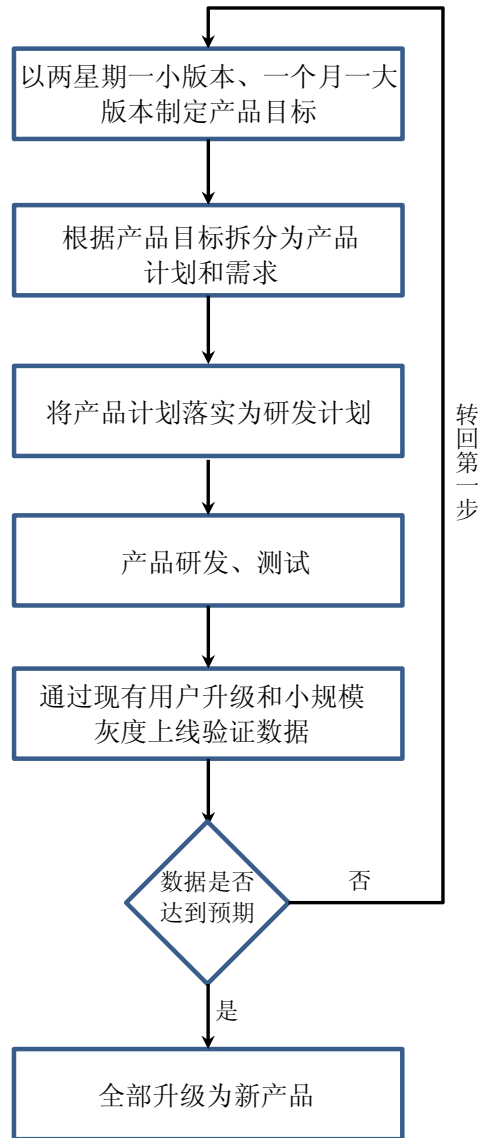 以两星期一小版本、一个月一大
版本制定产品目标
根据产品目标拆分为产品
计划和需求
将产品计划落实为研发计划
产品研发、测试
通过现有用户升级和小规模
灰度上线验证数据
数据是否
达到预期
否
转回第一步
是
全部升级为新产品